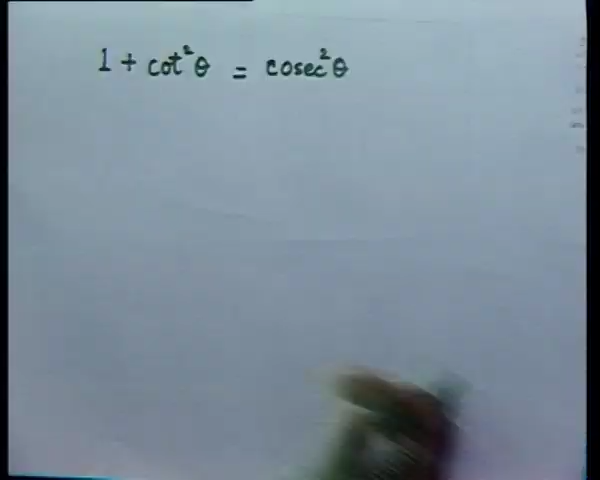 1 + cot²θ = cosec²θ